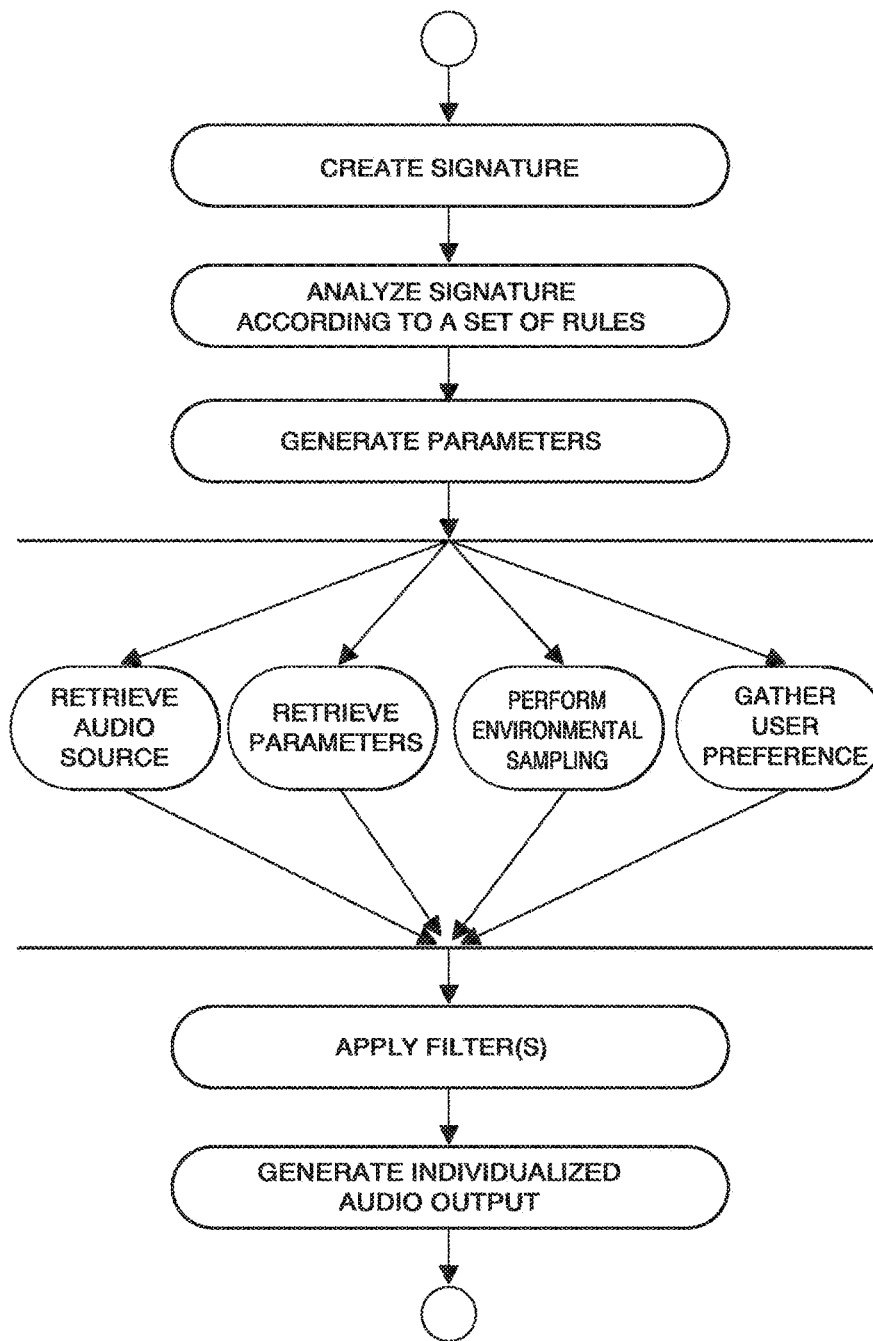 CREATE SIGNATURE
ANALYZE SIGNATURE
ACCORDING TO A SET OF RULES
GENERATE PARAMETERS
RETRIEVE
AUDIO
SOURCE
RETRIEVE
PARAMETERS
PERFORM
ENVIRONMENTAL
SAMPLING
GATHER
USER
PREFERENCE
APPLY FILTER(S)
GENERATE INDIVIDUALIZED
AUDIO OUTPUT